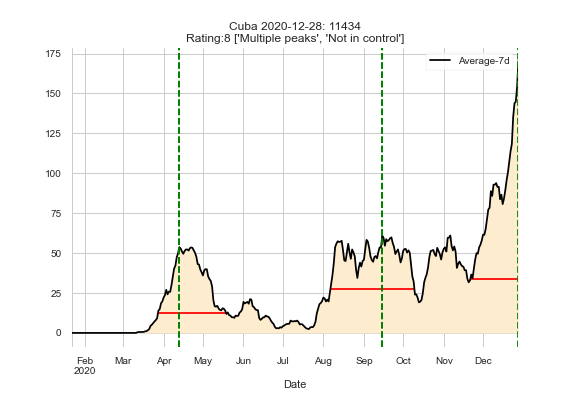 Cuba 2020-12-28: 11434
Rating:8 ['Multiple peaks', 'Not in control']
Average-7d
175
150
125
100
75
50
25
0
Feb Mar Apr May Jun Jul Aug Sep Oct Nov Dec
2020
Date